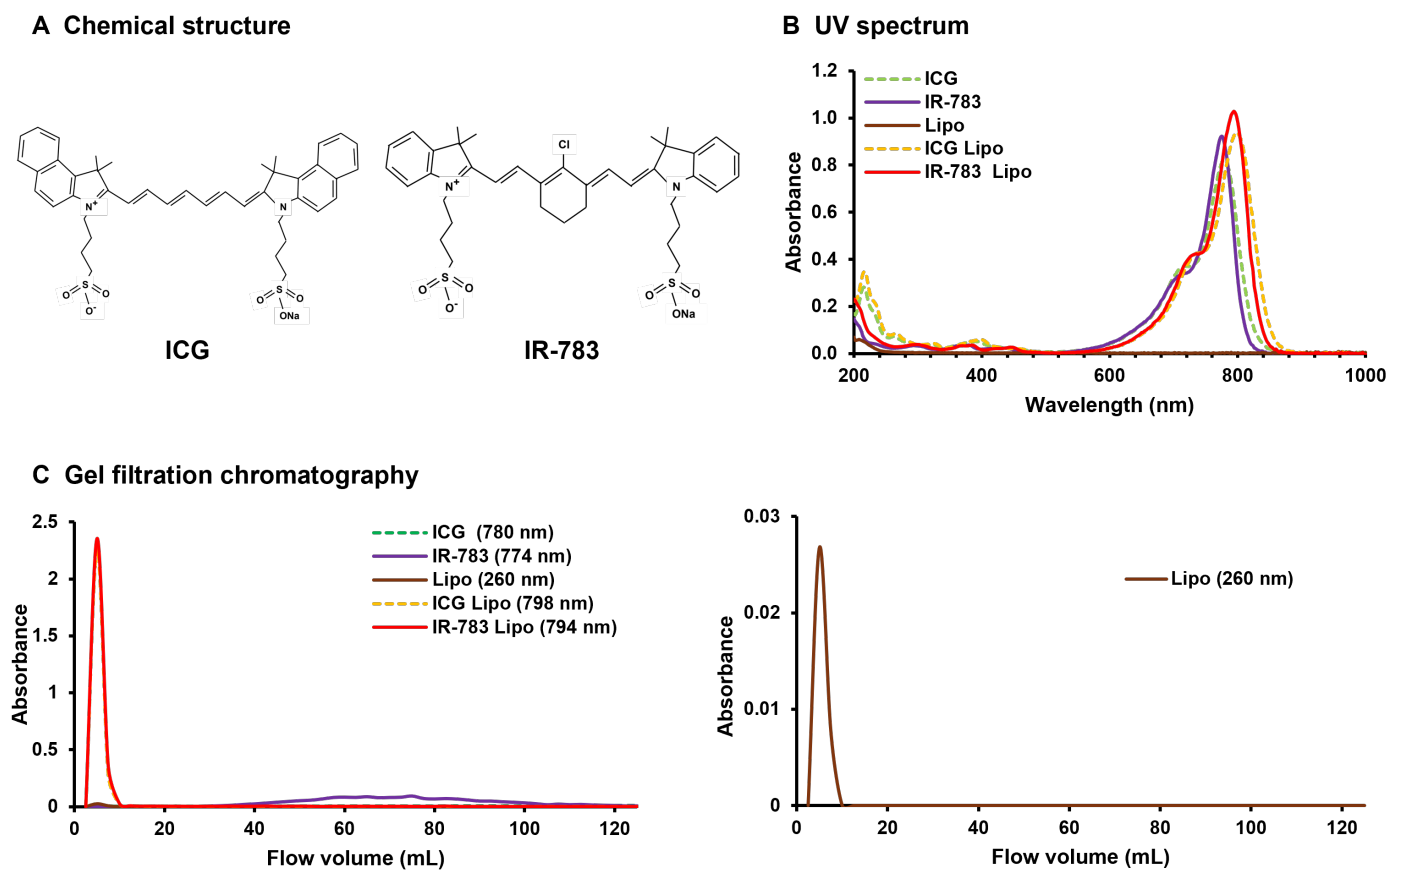 A Chemical structure
N+
S
O
O
O-
N
S
O
O
ONa
ICG
Cl
N+
S
O
O
O-
N
S
O
O
ONa
IR-783
B UV spectrum
Absorbance
1.2
1.0
0.8
0.6
0.4
0.2
0.0
ICG
IR-783
Lipo
ICG Lipo
IR-783 Lipo
200 400 600 800 1000
Wavelength (nm)
C Gel filtration chromatography
Absorbance
2.5
2
1.5
1
0.5
0
ICG (780 nm)
IR-783 (774 nm)
Lipo (260 nm)
ICG Lipo (798 nm)
IR-783 Lipo (794 nm)
0 20 40 60 80 100 120
Flow volume (mL)
Absorbance
0.03
0.02
0.01
0
Lipo (260 nm)
0 20 40 60 80 100 120
Flow volume (mL)